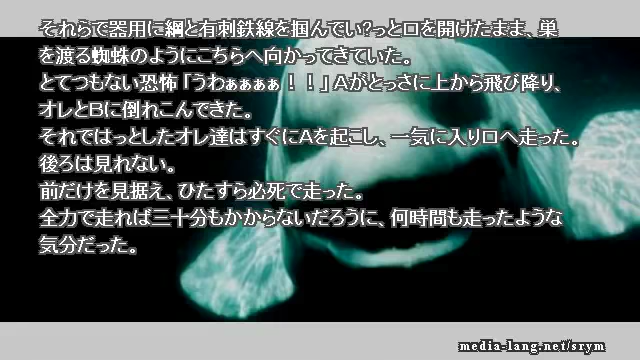 それらで器用に綱と有刺鉄線を掴んでい?っと口を開けたまま、巣
を渡る蜘蛛のようにこちらへ向かってきていた。
とてつもない恐怖「うわぁぁぁぁ！！」Aがとっさに上から飛び降り、
オレとBに倒れこんできた。
それではっとしたオレ達はすぐにAを起こし、一気に入り口へ走った。
後ろは見れない。
前だけを見据え、ひたすら必死で走った。
全力で走れば三十分もかからないだろうに、何時間も走ったような
気分だった。
media-lang.net/srym